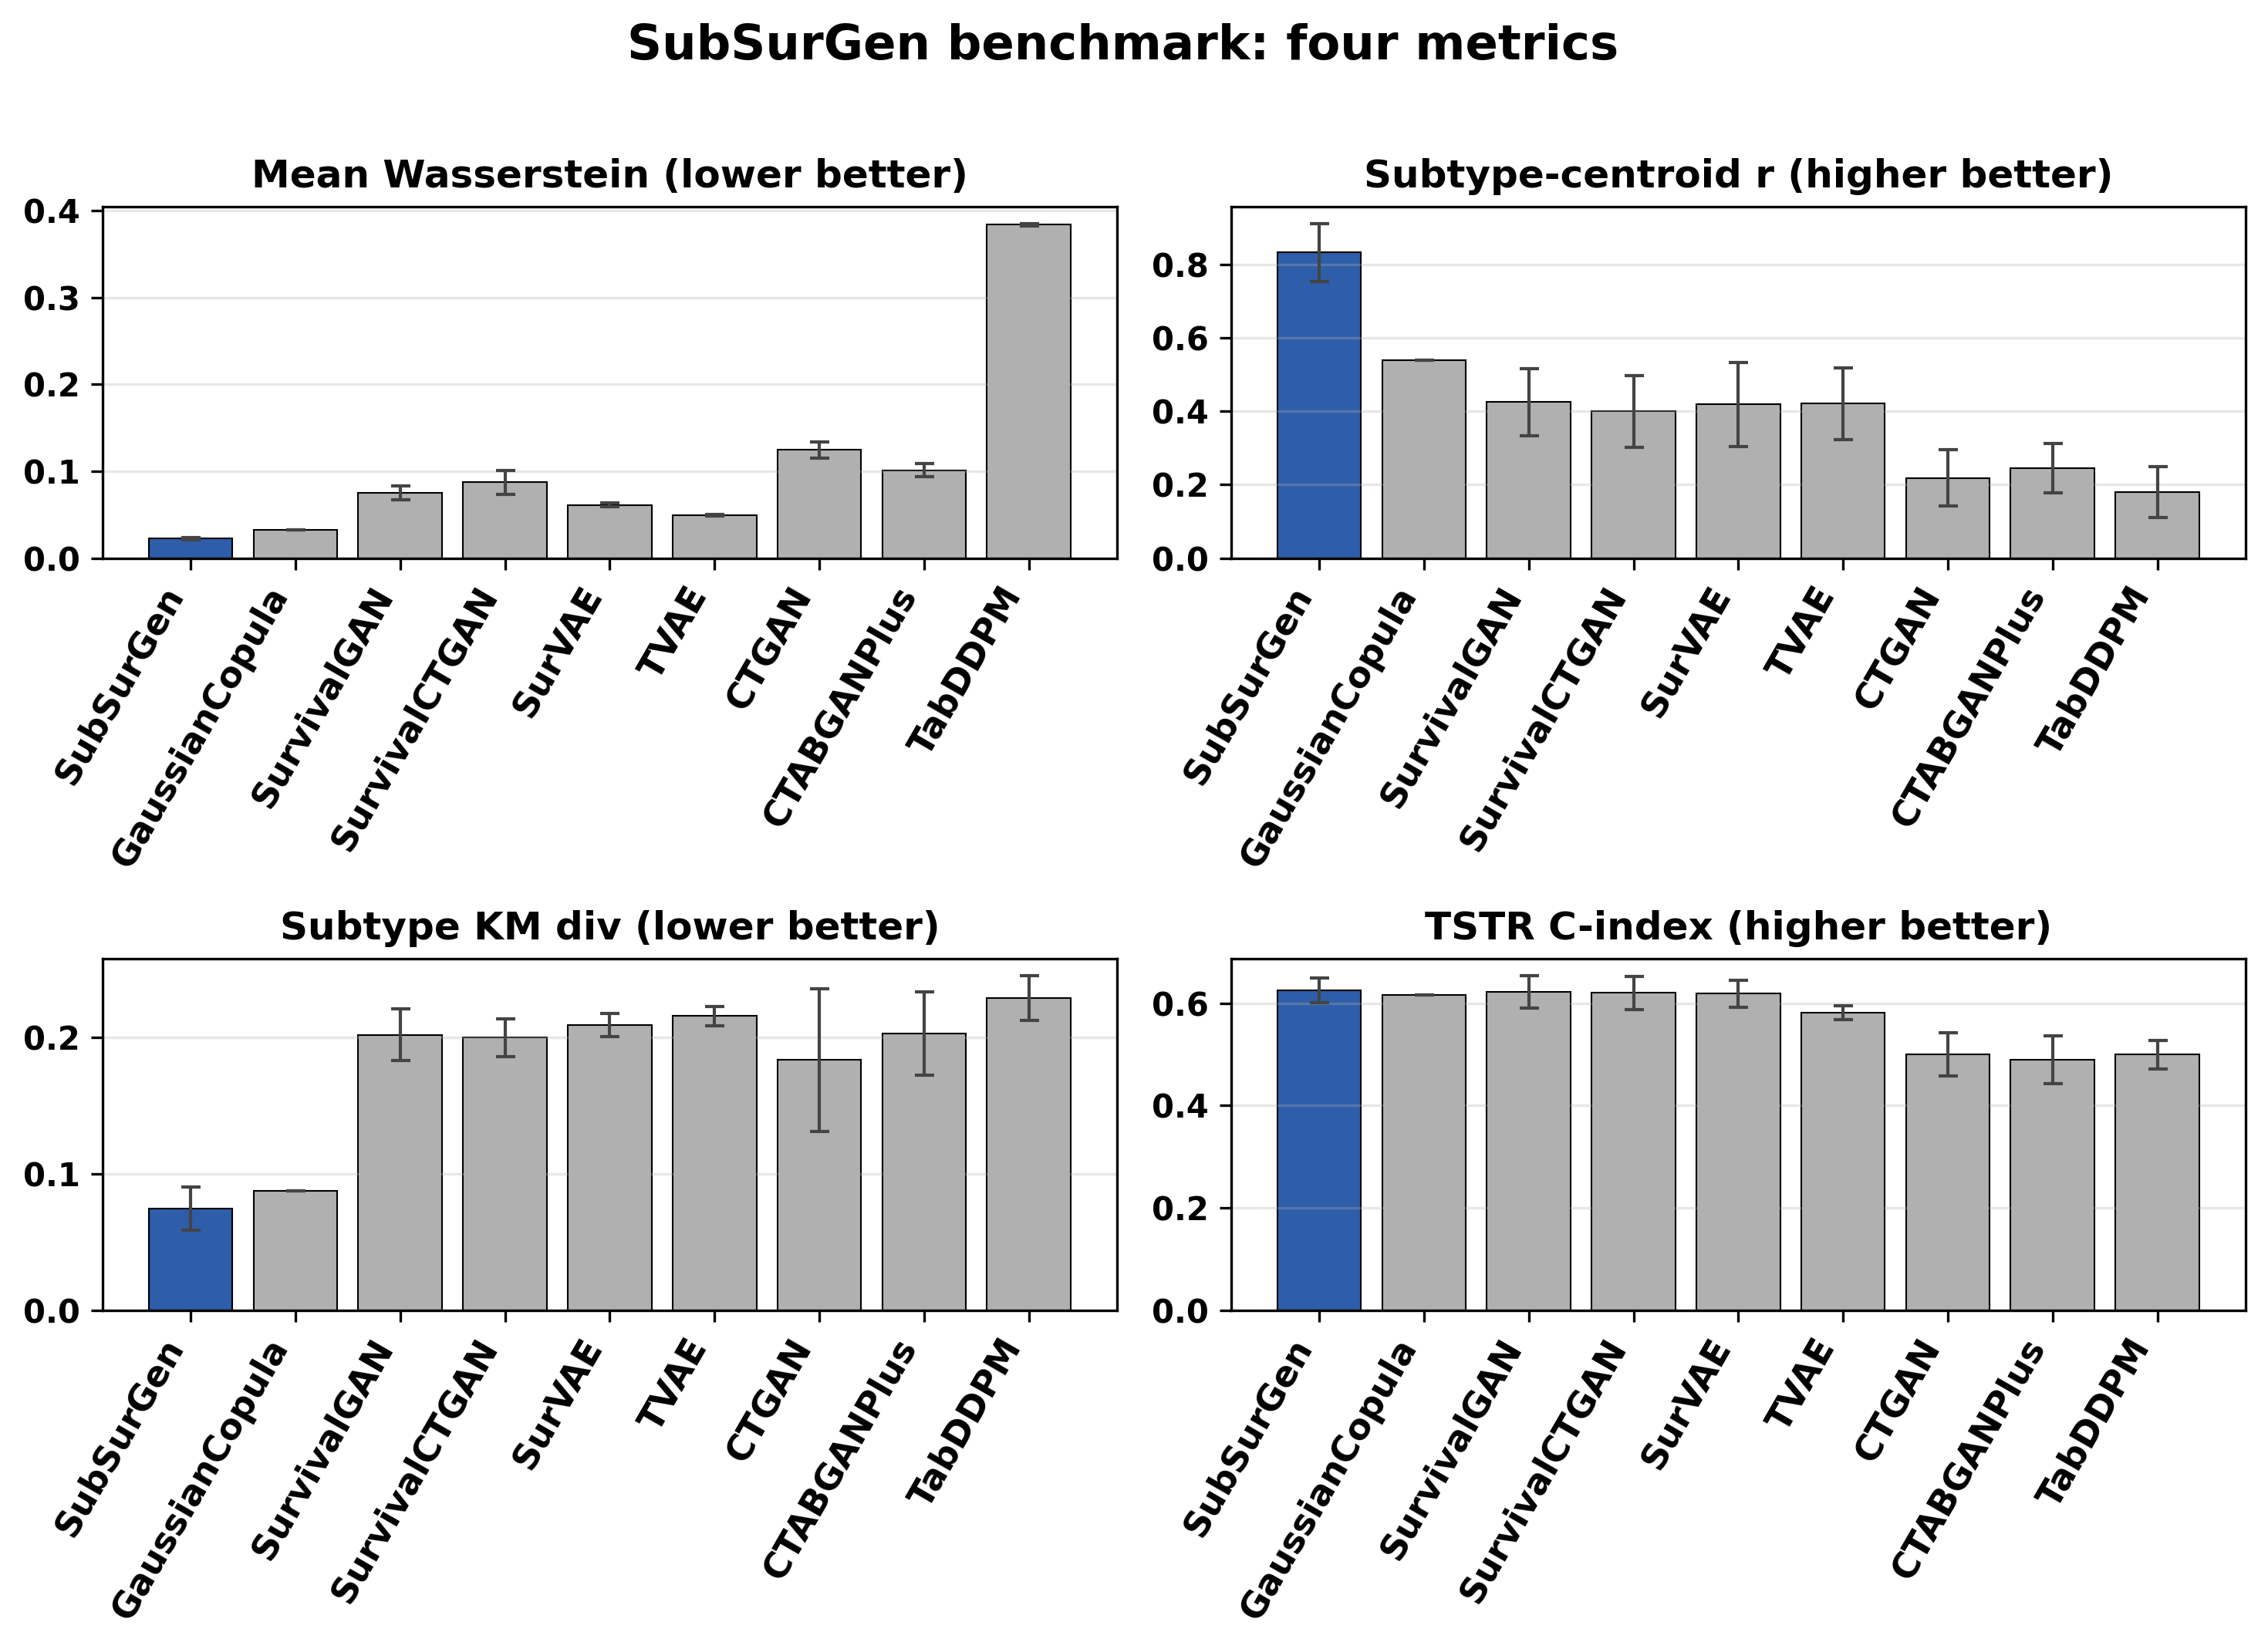 SubSurGen benchmark: four metrics
Mean Wasserstein (lower better)
0.4
0.3
0.2
0.1
0.0
SubSurGen
GaussianCopula
SurvivalGAN
SurvivalCTGAN
SurVAE
TVAE
CTGAN
CTABGANPlus
TabDDPM
Subtype-centroid r (higher better)
0.8
0.6
0.4
0.2
0.0
SubSurGen
GaussianCopula
SurvivalGAN
SurvivalCTGAN
SurVAE
TVAE
CTGAN
CTABGANPlus
TabDDPM
Subtype KM div (lower better)
0.2
0.1
0.0
SubSurGen
GaussianCopula
SurvivalGAN
SurvivalCTGAN
SurVAE
TVAE
CTGAN
CTABGANPlus
TabDDPM
TSTR C-index (higher better)
0.6
0.4
0.2
0.0
SubSurGen
GaussianCopula
SurvivalGAN
SurvivalCTGAN
SurVAE
TVAE
CTGAN
CTABGANPlus
TabDDPM